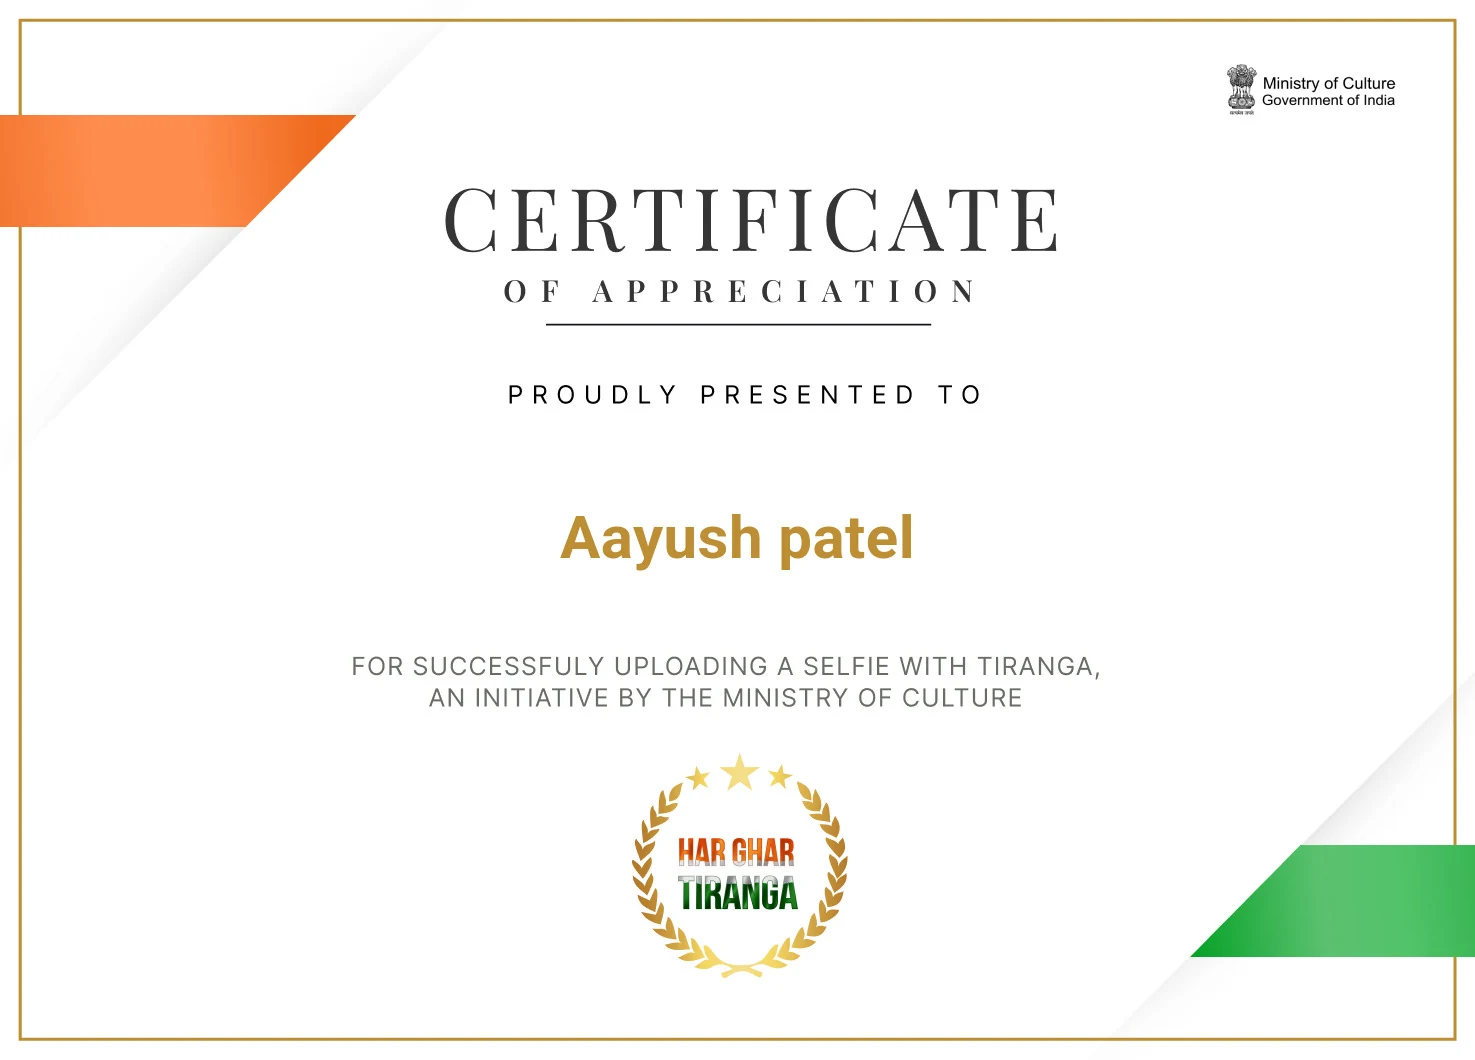 Ministry of Culture
Government of India
CERTIFICATE
OF APPRECIATION
PROUDLY PRESENTED TO
Aayush patel
FOR SUCCESSFULY UPLOADING A SELFIE WITH TIRANGA,
AN INITIATIVE BY THE MINISTRY OF CULTURE
HAR GHAR
TIRANGA